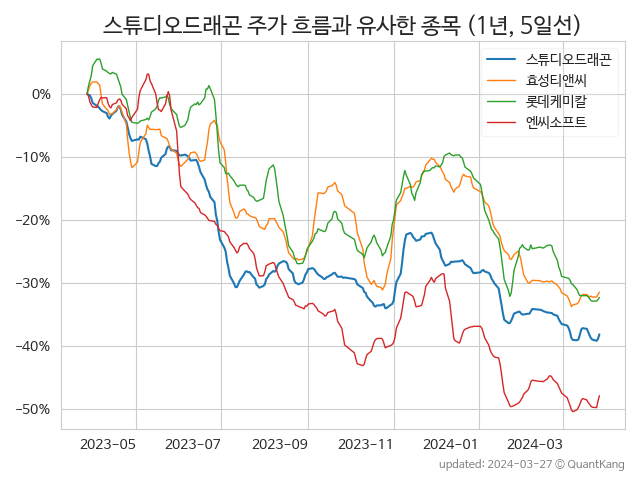 스튜디오드래곤 주가 흐름과 유사한 종목 (1년, 5일선)
스튜디오드래곤
효성티앤씨
롯데케미칼
엔씨소프트
0%
−10%
−20%
−30%
−40%
−50%
2023-05 2023-07 2023-09 2023-11 2024-01 2024-03
updated: 2024-03-27 © QuantKang